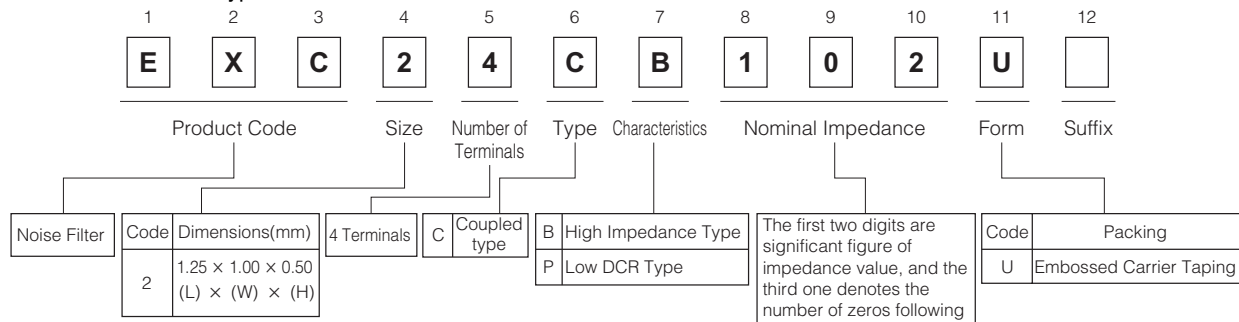 1 2 3 4 5 6 7 8 9 10 11 12
E X C 2 4 C B 1 0 2 U
Product Code Size Number of Terminals Type Characteristics Nominal Impedance Form Suffix
Noise Filter
Code Dimensions(mm)
2 1.25 × 1.00 × 0.50
(L) × (W) × (H)
4 Terminals
C Coupled type
B High Impedance Type
P Low DCR Type
The first two digits are
significant figure of
impedance value, and the
third one denotes the
number of zeros following
Code Packing
U Embossed Carrier Taping